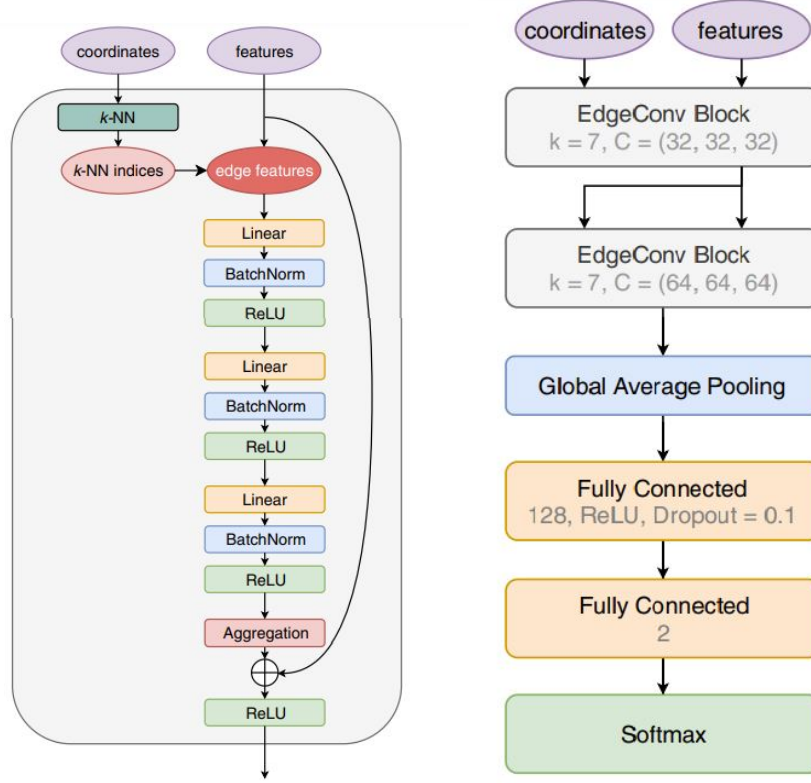 coordinates
features
k-NN
k-NN indices
edge features
Linear
BatchNorm
ReLU
Linear
BatchNorm
ReLU
Linear
BatchNorm
ReLU
Aggregation
ReLU
coordinates
features
EdgeConv Block
k = 7, C = (32, 32, 32)
EdgeConv Block
k = 7, C = (64, 64, 64)
Global Average Pooling
Fully Connected
128, ReLU, Dropout = 0.1
Fully Connected
2
Softmax